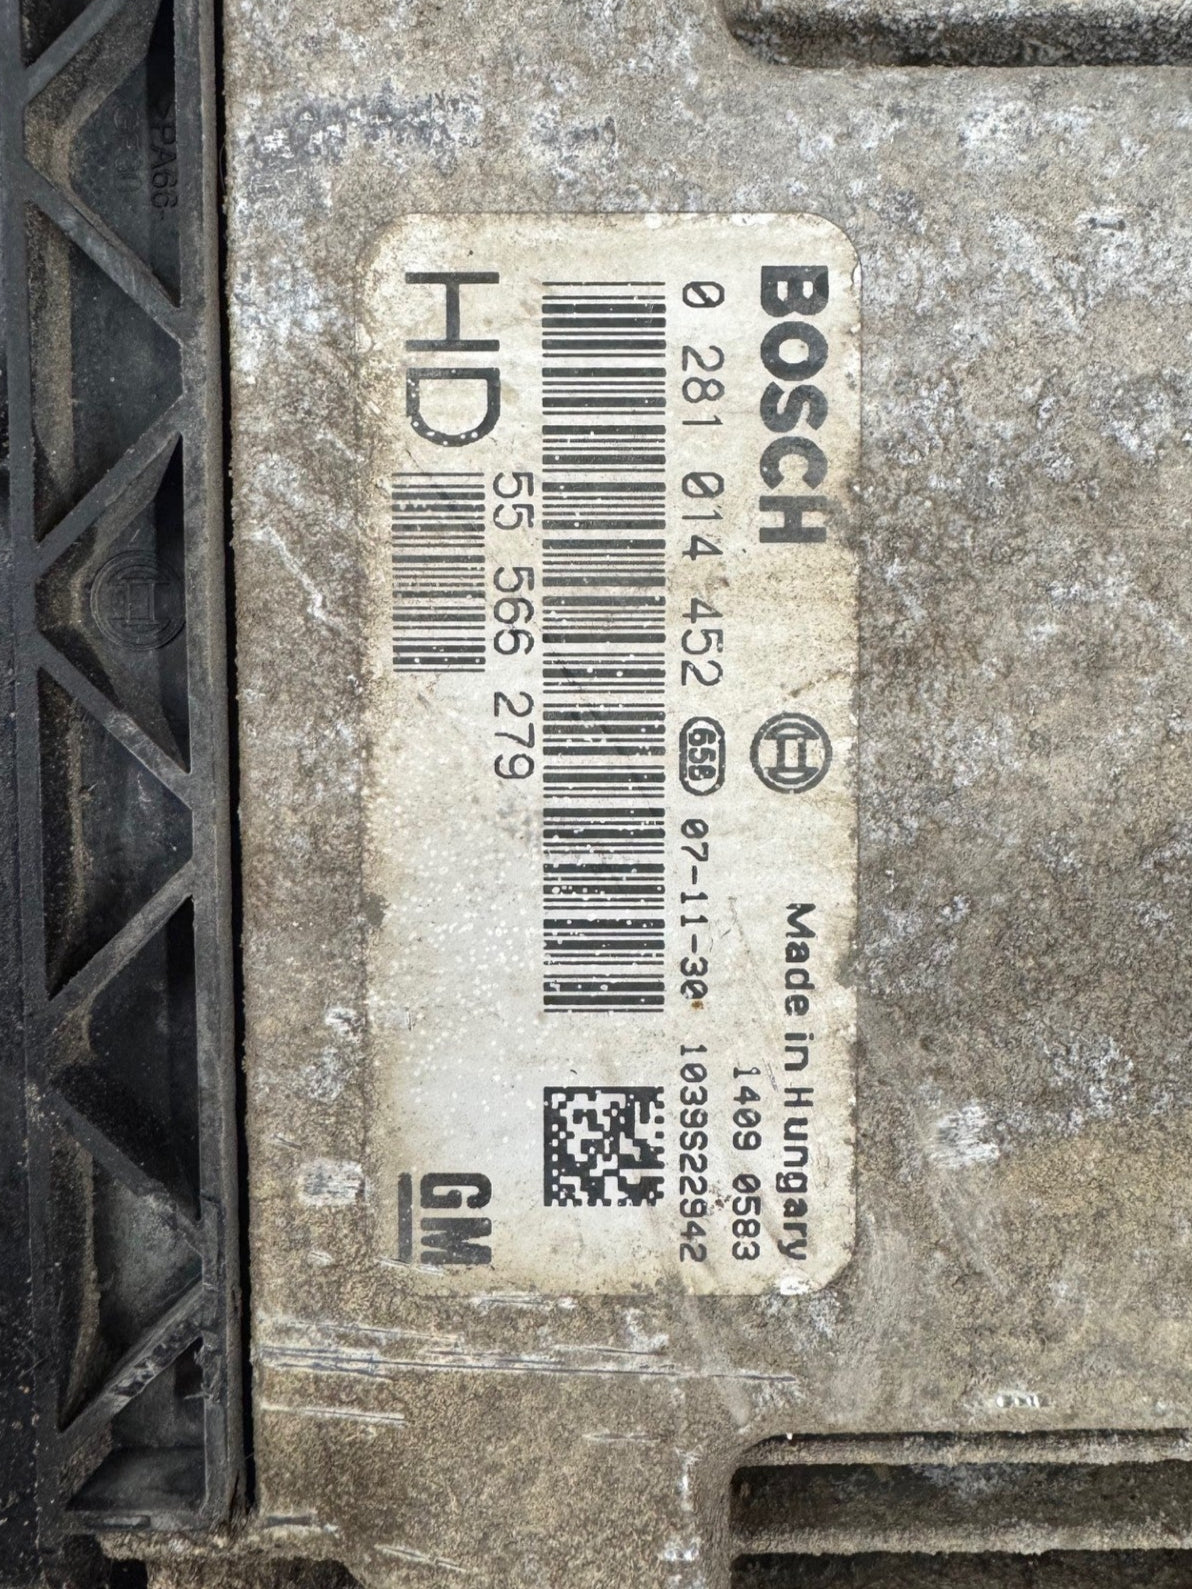 BOSCH
Made in Hungary
1409 0583
0 281 014 452 658 07-11-30 1039S22942
55 566 279
HD
GM
>PA66-